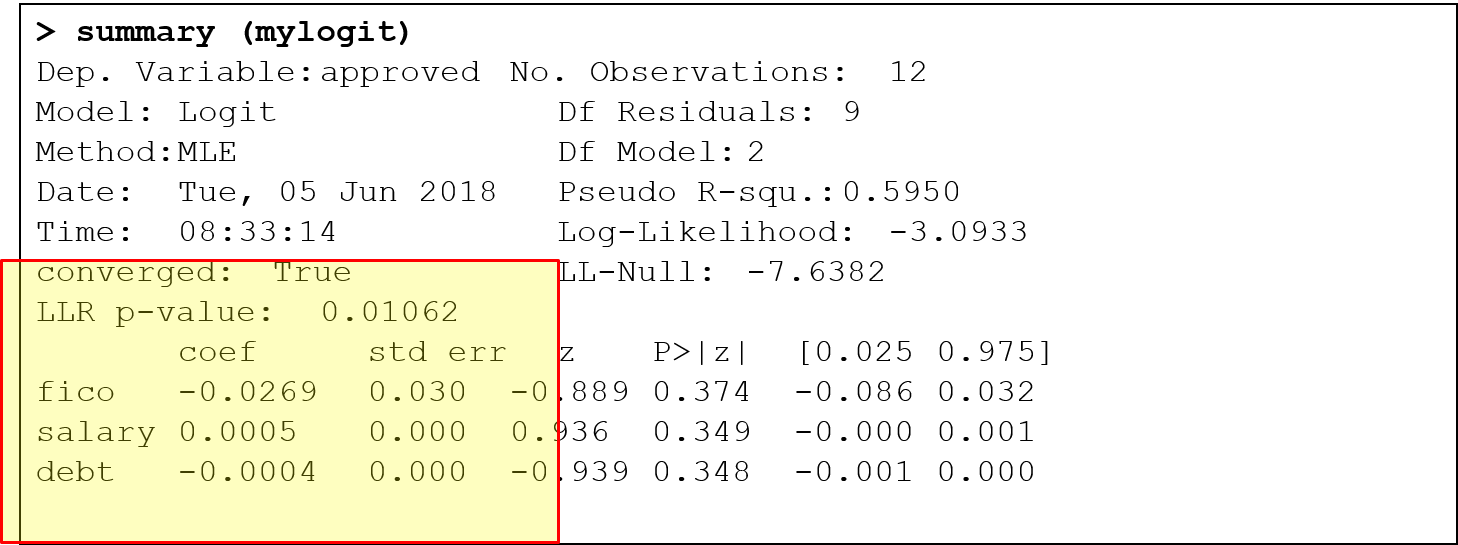 > summary (mylogit)
Dep. Variable:approved No. Observations: 12
Model: Logit Df Residuals: 9
Method:MLE Df Model: 2
Date: Tue, 05 Jun 2018 Pseudo R-squ.:0.5950
Time: 08:33:14 Log-Likelihood: -3.0933
converged: True LL-Null: -7.6382
LLR p-value: 0.01062
coef std err z P>|z| [0.025 0.975]
fico -0.0269 0.030 -0.889 0.374 -0.086 0.032
salary 0.0005 0.000 0.936 0.349 -0.000 0.001
debt -0.0004 0.000 -0.939 0.348 -0.001 0.000